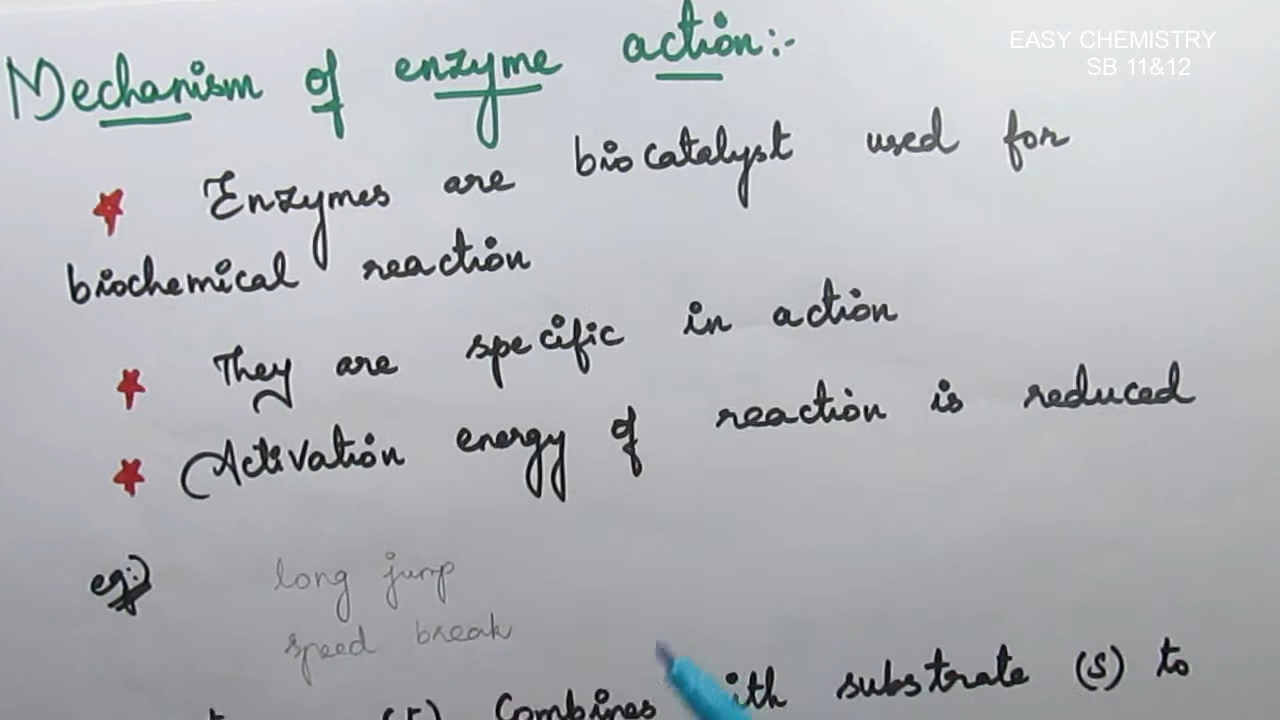 EASY CHEMISTRY
SB 11&12
Mechanism of enzyme action:-
Enzymes are biocatalyst used for
biochemical reaction
They are specific in action
Activation energy of reaction is reduced
eg:)
long jump
speed break
combines with substrate (S) to